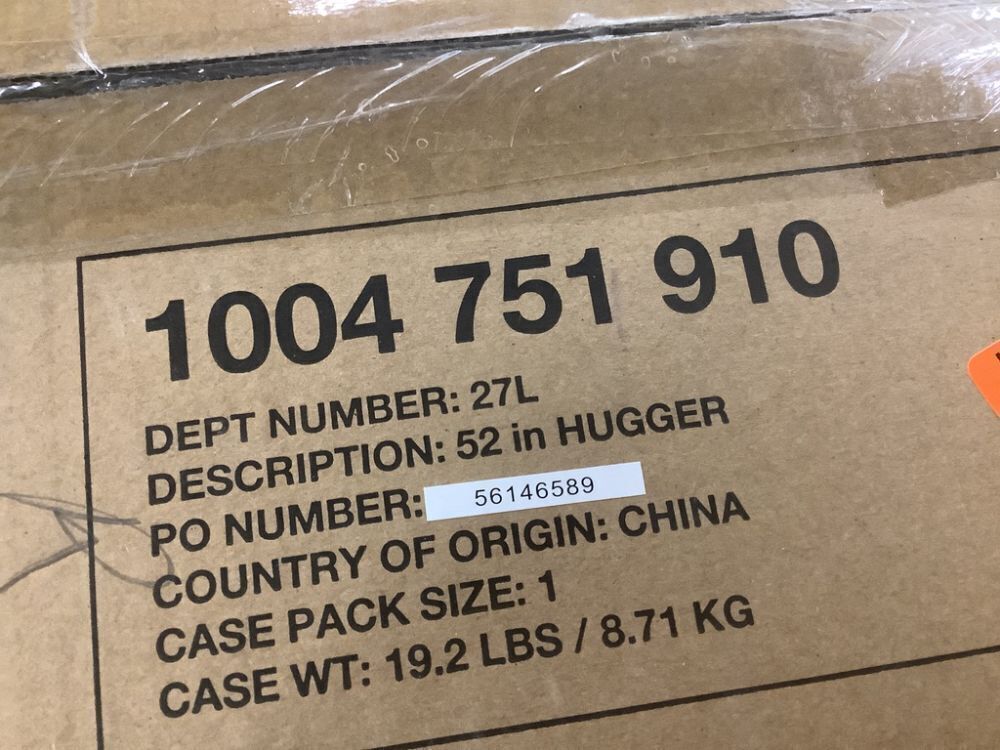 1004 751 910
DEPT NUMBER: 27L
DESCRIPTION: 52 in HUGGER
PO NUMBER: 56146589
COUNTRY OF ORIGIN: CHINA
CASE PACK SIZE: 1
CASE WT: 19.2 LBS / 8.71 KG